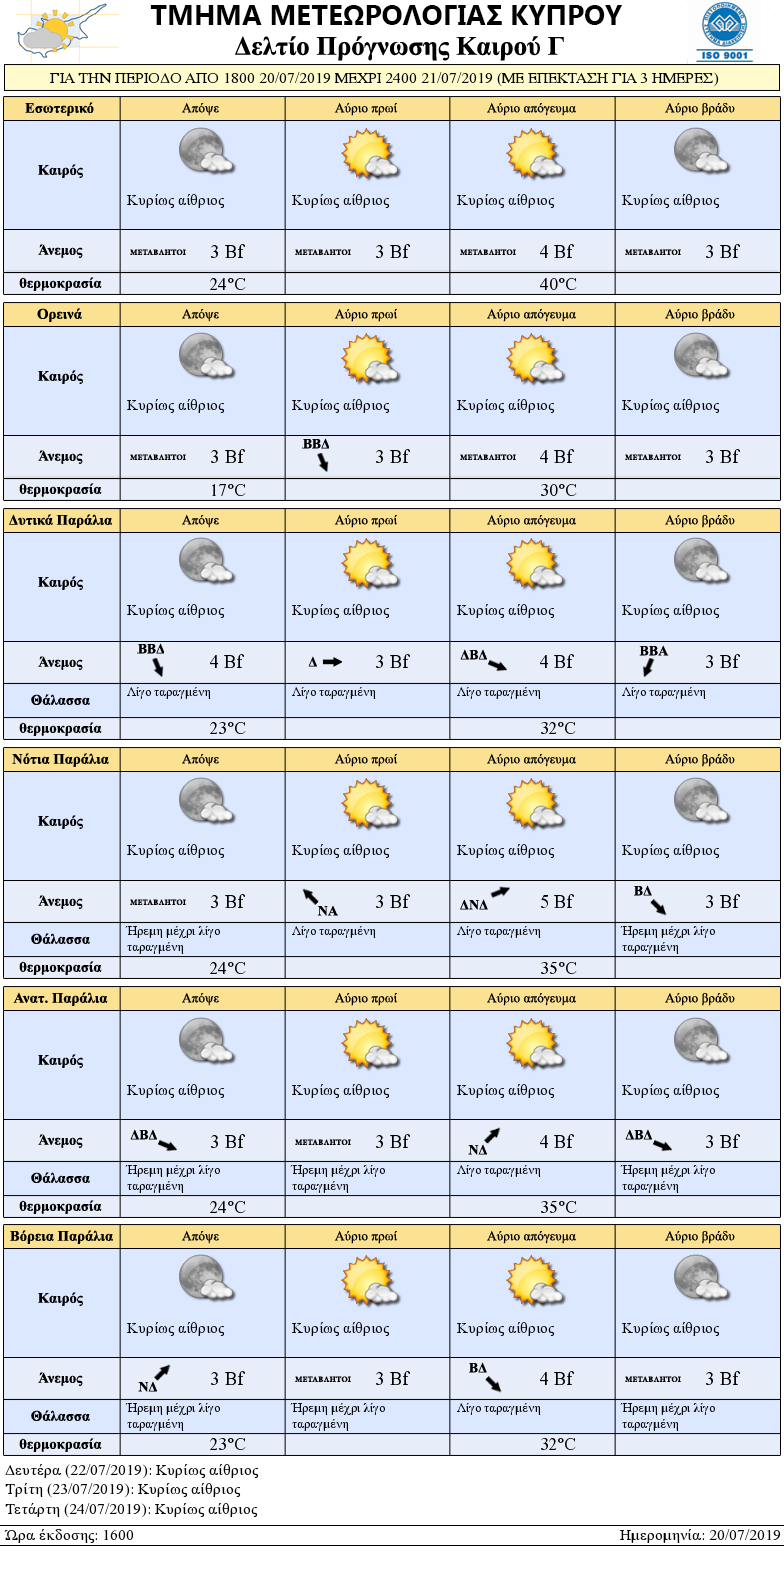 ΤΜΗΜΑ ΜΕΤΕΩΡΟΛΟΓΙΑΣ ΚΥΠΡΟΥ
Δελτίο Πρόγνωσης Καιρού Γ
ISO 9001
ΓΙΑ ΤΗΝ ΠΕΡΙΟΔΟ ΑΠΟ 1800 20/07/2019 ΜΕΧΡΙ 2400 21/07/2019 (ΜΕ ΕΠΕΚΤΑΣΗ ΓΙΑ 3 ΗΜΕΡΕΣ)
Εσωτερικό Απόψε Αύριο πρωί Αύριο απόγευμα Αύριο βράδυ
Καιρός
Κυρίως αίθριος Κυρίως αίθριος Κυρίως αίθριος Κυρίως αίθριος
Άνεμος ΜΕΤΑΒΛΗΤΟΙ 3 Bf ΜΕΤΑΒΛΗΤΟΙ 3 Bf ΜΕΤΑΒΛΗΤΟΙ 4 Bf ΜΕΤΑΒΛΗΤΟΙ 3 Bf
θερμοκρασία 24°C 40°C
Ορεινά Απόψε Αύριο πρωί Αύριο απόγευμα Αύριο βράδυ
Καιρός
Κυρίως αίθριος Κυρίως αίθριος Κυρίως αίθριος Κυρίως αίθριος
Άνεμος ΜΕΤΑΒΛΗΤΟΙ 3 Bf ΒΒΔ 3 Bf ΜΕΤΑΒΛΗΤΟΙ 4 Bf ΜΕΤΑΒΛΗΤΟΙ 3 Bf
θερμοκρασία 17°C 30°C
Δυτικά Παράλια Απόψε Αύριο πρωί Αύριο απόγευμα Αύριο βράδυ
Καιρός
Κυρίως αίθριος Κυρίως αίθριος Κυρίως αίθριος Κυρίως αίθριος
Άνεμος ΒΒΔ 4 Bf Δ 3 Bf ΔΒΔ 4 Bf ΒΒΑ 3 Bf
Θάλασσα Λίγο ταραγμένη Λίγο ταραγμένη Λίγο ταραγμένη Λίγο ταραγμένη
θερμοκρασία 23°C 32°C
Νότια Παράλια Απόψε Αύριο πρωί Αύριο απόγευμα Αύριο βράδυ
Καιρός
Κυρίως αίθριος Κυρίως αίθριος Κυρίως αίθριος Κυρίως αίθριος
Άνεμος ΜΕΤΑΒΛΗΤΟΙ 3 Bf ΝΑ 3 Bf ΔΝΔ 5 Bf ΒΔ 3 Bf
Θάλασσα Ήρεμη μέχρι λίγο ταραγμένη Λίγο ταραγμένη Λίγο ταραγμένη Ήρεμη μέχρι λίγο ταραγμένη
θερμοκρασία 24°C 35°C
Ανατ. Παράλια Απόψε Αύριο πρωί Αύριο απόγευμα Αύριο βράδυ
Καιρός
Κυρίως αίθριος Κυρίως αίθριος Κυρίως αίθριος Κυρίως αίθριος
Άνεμος ΔΒΔ 3 Bf ΜΕΤΑΒΛΗΤΟΙ 3 Bf ΝΔ 4 Bf ΔΒΔ 3 Bf
Θάλασσα Ήρεμη μέχρι λίγο ταραγμένη Ήρεμη μέχρι λίγο ταραγμένη Λίγο ταραγμένη Ήρεμη μέχρι λίγο ταραγμένη
θερμοκρασία 24°C 35°C
Βόρεια Παράλια Απόψε Αύριο πρωί Αύριο απόγευμα Αύριο βράδυ
Καιρός
Κυρίως αίθριος Κυρίως αίθριος Κυρίως αίθριος Κυρίως αίθριος
Άνεμος ΝΔ 3 Bf ΜΕΤΑΒΛΗΤΟΙ 3 Bf ΒΔ 4 Bf ΜΕΤΑΒΛΗΤΟΙ 3 Bf
Θάλασσα Ήρεμη μέχρι λίγο ταραγμένη Ήρεμη μέχρι λίγο ταραγμένη Λίγο ταραγμένη Ήρεμη μέχρι λίγο ταραγμένη
θερμοκρασία 23°C 32°C
Δευτέρα (22/07/2019): Κυρίως αίθριος
Τρίτη (23/07/2019): Κυρίως αίθριος
Τετάρτη (24/07/2019): Κυρίως αίθριος
Ώρα έκδοσης: 1600 Ημερομηνία: 20/07/2019